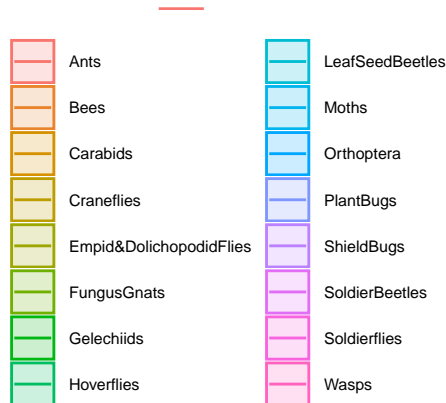 Ants
Bees
Carabids
Craneflies
Empid&DolichopodidFlies
FungusGnats
Gelechiids
Hoverflies
LeafSeedBeetles
Moths
Orthoptera
PlantBugs
ShieldBugs
SoldierBeetles
Soldierflies
Wasps